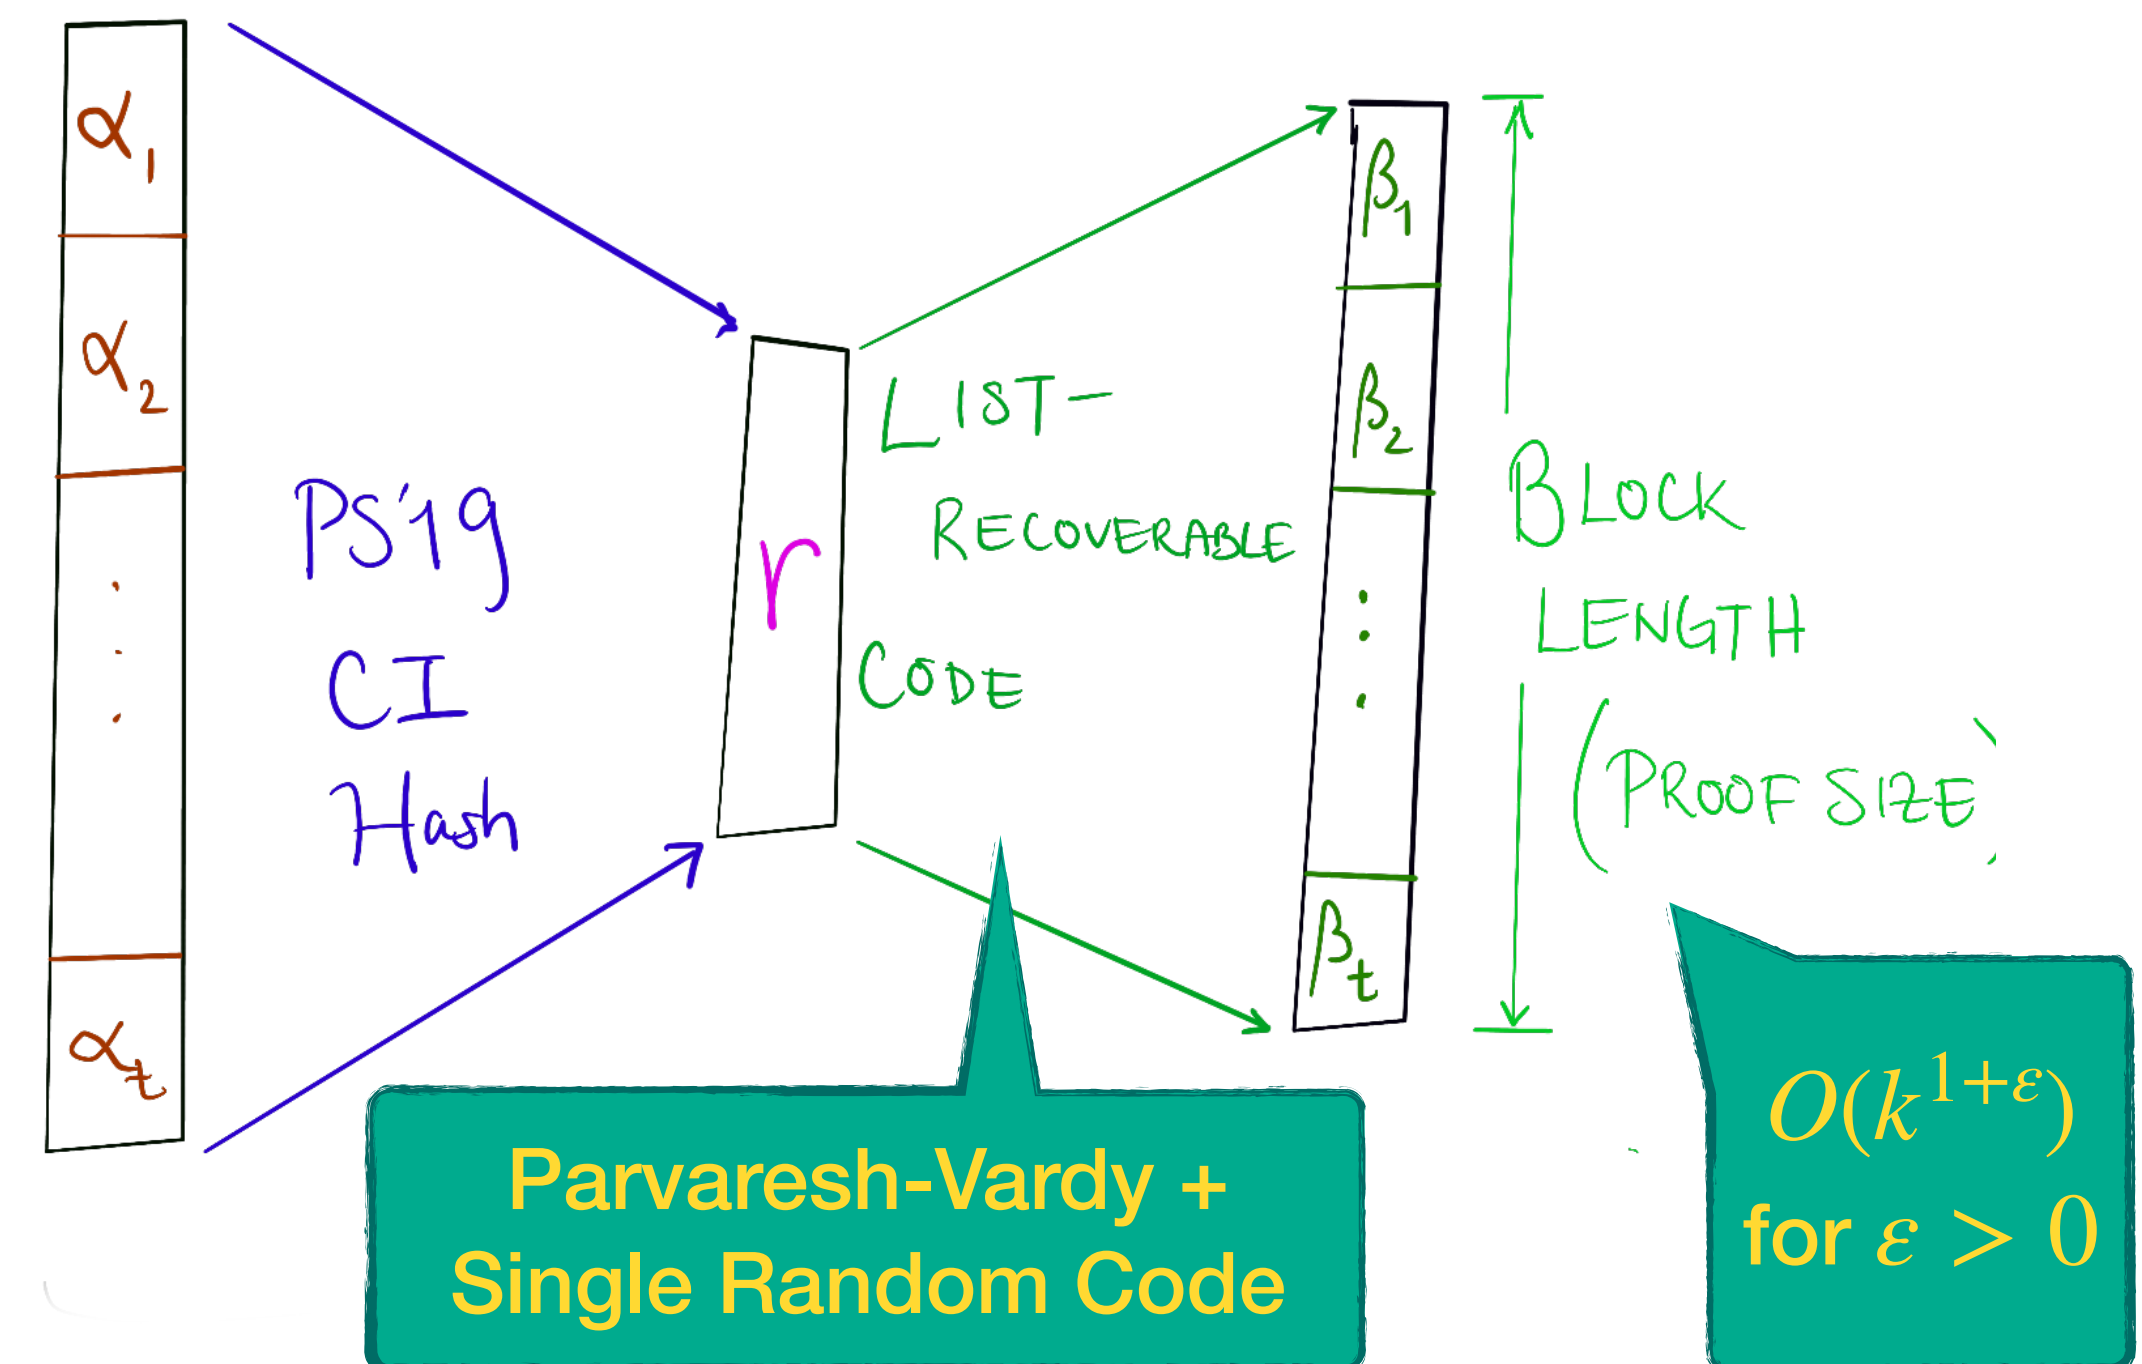 α₁
α₂
⋮
αₜ
PS'19
CI
Hash
r
LIST-
RECOVERABLE
CODE
β₁
β₂
⋮
βₜ
BLOCK
LENGTH
(PROOF SIZE)
Parvaresh-Vardy +
Single Random Code
O(k^{1+ε})
for ε > 0